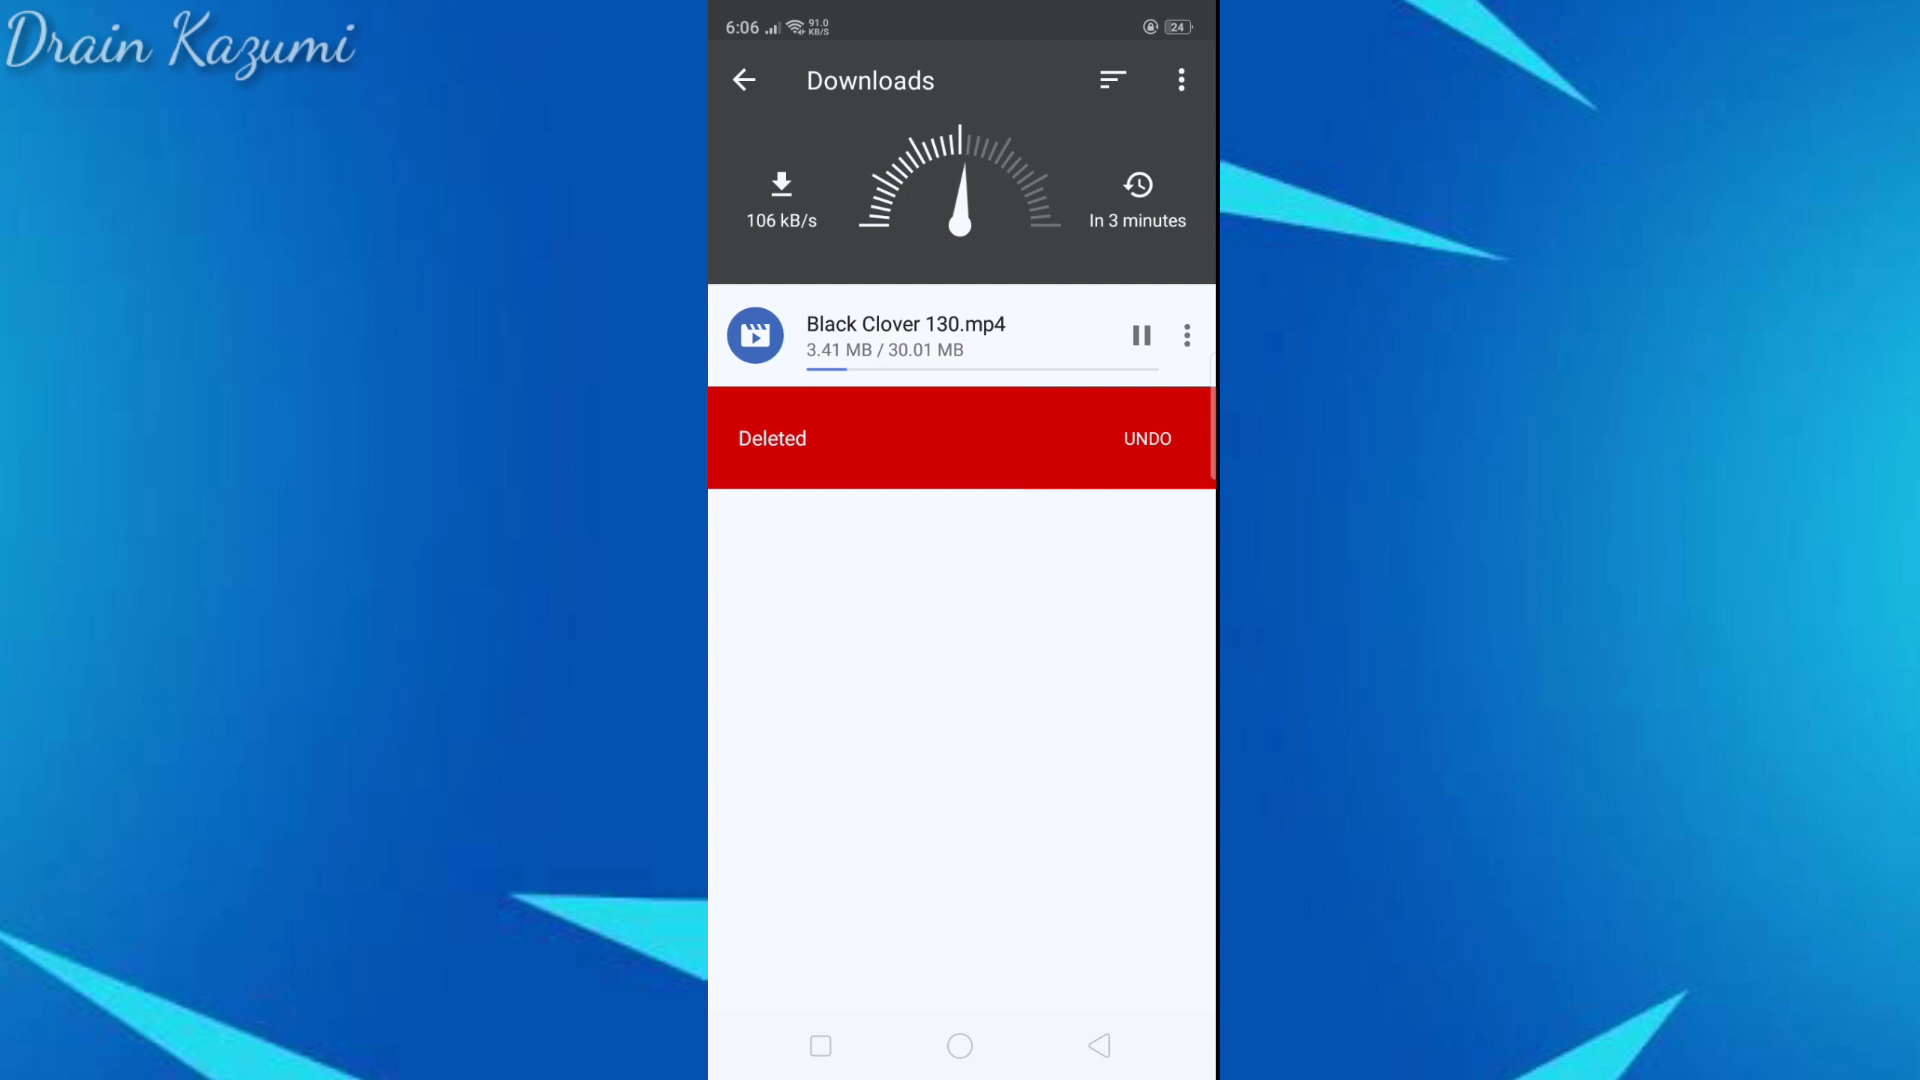 Drain Kazumi
6:06 91.0 KB/S 24
Downloads
106 kB/s
In 3 minutes
Black Clover 130.mp4
3.41 MB / 30.01 MB
Deleted
UNDO